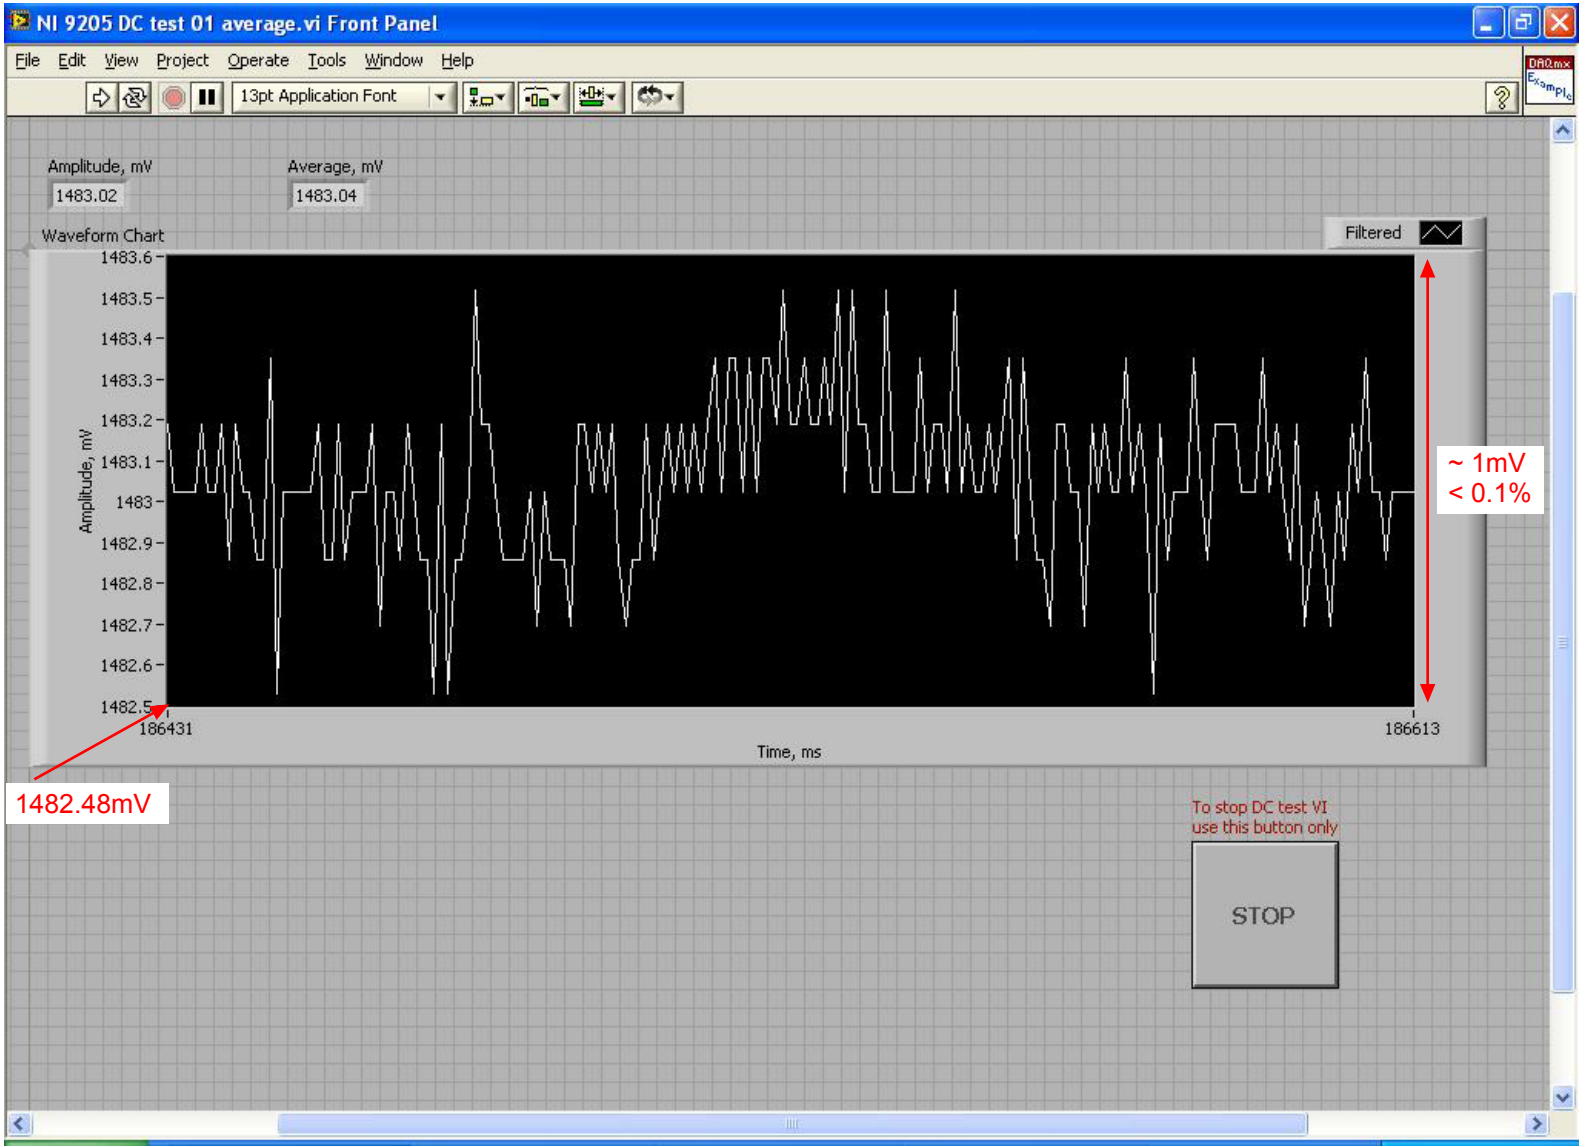 NI 9205 DC test 01 average.vi Front Panel
File Edit View Project Operate Tools Window Help
13pt Application Font
DAQmx
Example
Amplitude, mV
Average, mV
1483.02
1483.04
Waveform Chart
Filtered
1483.6
1483.5
1483.4
1483.3
1483.2
1483.1
1483
1482.9
1482.8
1482.7
1482.6
1482.5
Amplitude, mV
~ 1mV
< 0.1%
186431
186613
Time, ms
1482.48mV
To stop DC test VI
use this button only
STOP